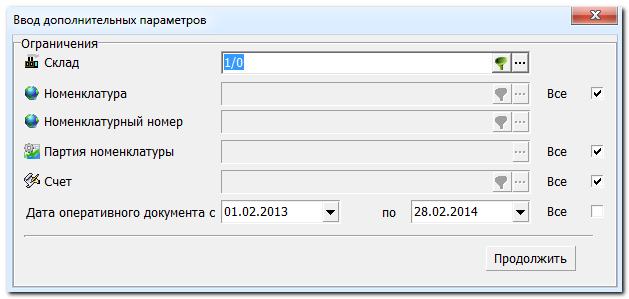 Ввод дополнительных параметров
Ограничения
Склад 1/0 ...
Номенклатура ... Все
Номенклатурный номер ...
Партия номенклатуры ... Все
Счет ... Все
Дата оперативного документа с 01.02.2013 по 28.02.2014 Все
Продолжить